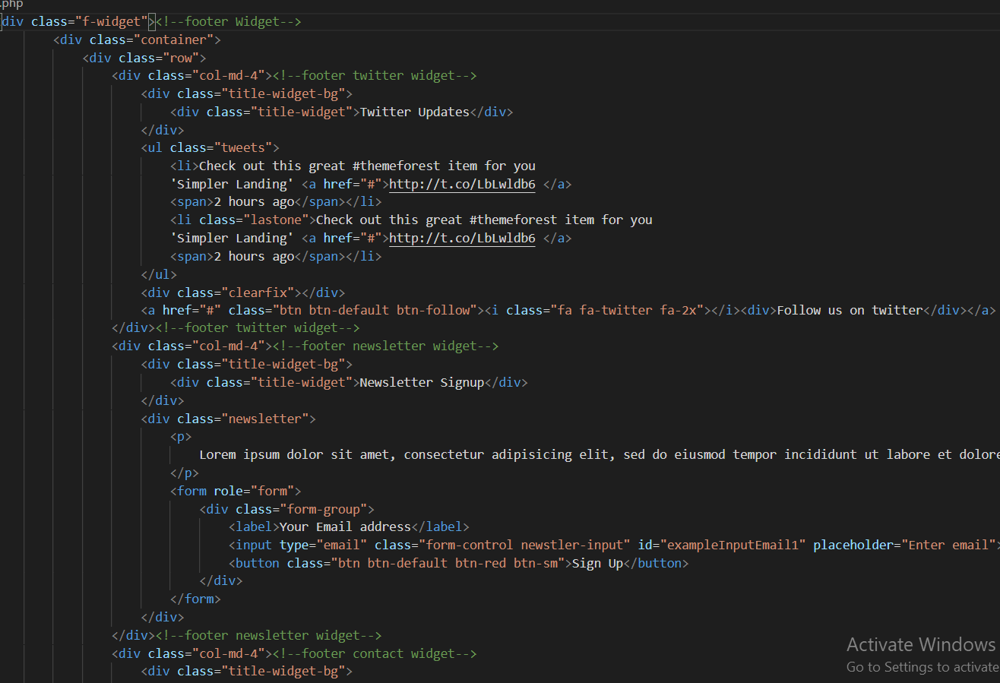 .php
div class="f-widget"><!--footer Widget-->
<div class="container">
<div class="row">
<div class="col-md-4"><!--footer twitter widget-->
<div class="title-widget-bg">
<div class="title-widget">Twitter Updates</div>
</div>
<ul class="tweets">
<li>Check out this great #themeforest item for you
'Simpler Landing' <a href="#">http://t.co/LbLwldb6 </a>
<span>2 hours ago</span></li>
<li class="lastone">Check out this great #themeforest item for you
'Simpler Landing' <a href="#">http://t.co/LbLwldb6 </a>
<span>2 hours ago</span></li>
</ul>
<div class="clearfix"></div>
<a href="#" class="btn btn-default btn-follow"><i class="fa fa-twitter fa-2x"></i><div>Follow us on twitter</div></a>
</div><!--footer twitter widget-->
<div class="col-md-4"><!--footer newsletter widget-->
<div class="title-widget-bg">
<div class="title-widget">Newsletter Signup</div>
</div>
<div class="newsletter">
<p>
Lorem ipsum dolor sit amet, consectetur adipisicing elit, sed do eiusmod tempor incididunt ut labore et dolore
</p>
<form role="form">
<div class="form-group">
<label>Your Email address</label>
<input type="email" class="form-control newstler-input" id="exampleInputEmail1" placeholder="Enter email">
<button class="btn btn-default btn-red btn-sm">Sign Up</button>
</div>
</form>
</div>
</div><!--footer newsletter widget-->
<div class="col-md-4"><!--footer contact widget-->
<div class="title-widget-bg">
Activate Windows
Go to Settings to activate